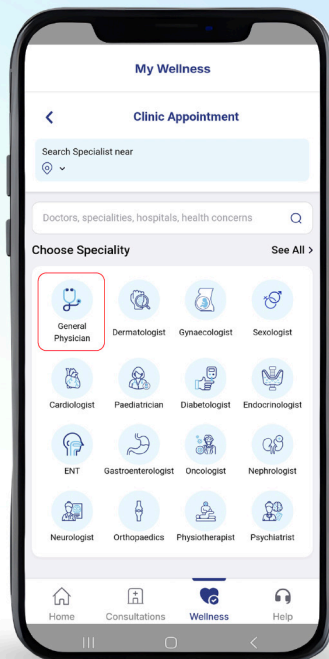 My Wellness
Clinic Appointment
Search Specialist near
Doctors, specialities, hospitals, health concerns
Choose Speciality
See All >
General
Physician
Dermatologist
Gynaecologist
Sexologist
Cardiologist
Paediatrician
Diabetologist
Endocrinologist
ENT
Gastroenterologist
Oncologist
Nephrologist
Neurologist
Orthopaedics
Physiotherapist
Psychiatrist
Home
Consultations
Wellness
Help